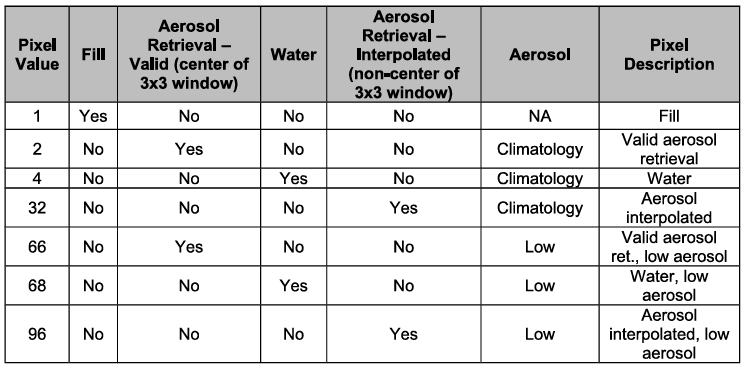 Pixel Value | Fill | Aerosol Retrieval – Valid (center of 3x3 window) | Water | Aerosol Retrieval – Interpolated (non-center of 3x3 window) | Aerosol | Pixel Description
1 | Yes | No | No | No | NA | Fill
2 | No | Yes | No | No | Climatology | Valid aerosol retrieval
4 | No | No | Yes | No | Climatology | Water
32 | No | No | No | Yes | Climatology | Aerosol interpolated
66 | No | Yes | No | No | Low | Valid aerosol ret., low aerosol
68 | No | No | Yes | No | Low | Water, low aerosol
96 | No | No | No | Yes | Low | Aerosol interpolated, low aerosol